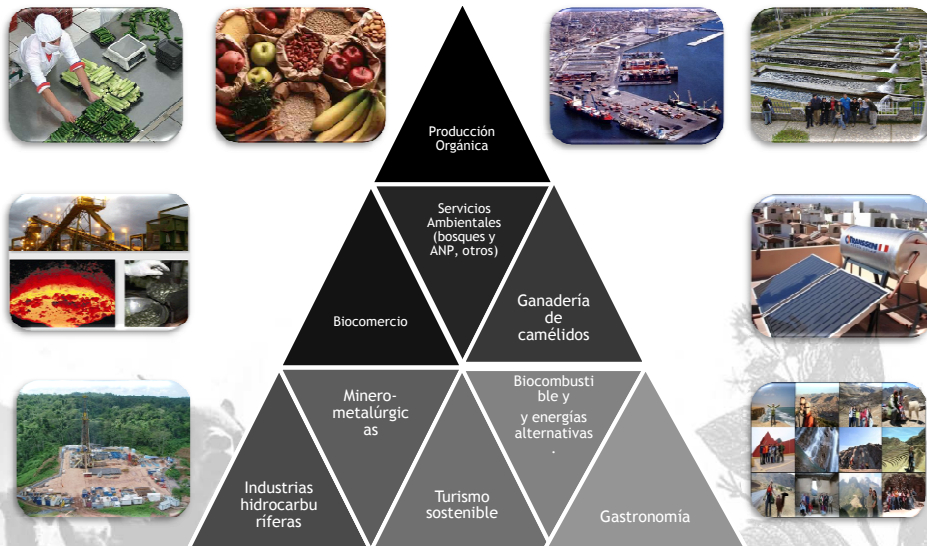 Producción
Orgánica
Servicios
Ambientales
(bosques y
ANP, otros)
Biocomercio
Ganadería
de
camélidos
Minero-
metalúrgic
as
Biocombusti
ble y
y energías
alternativas
.
Industrias
hidrocarbu
ríferas
Turismo
sostenible
Gastronomía